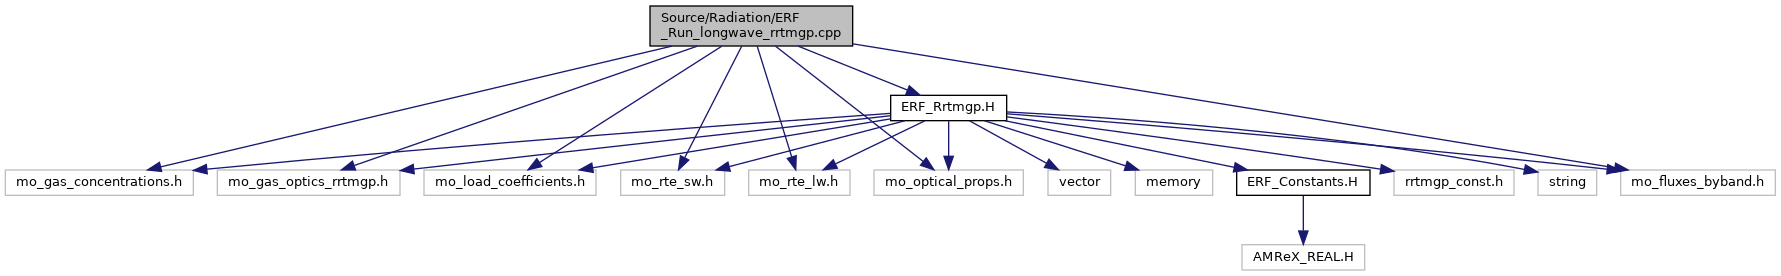 Source/Radiation/ERF
_Run_longwave_rrtmgp.cpp
ERF_Rrtmgp.H
mo_gas_concentrations.h
mo_gas_optics_rrtmgp.h
mo_load_coefficients.h
mo_rte_sw.h
mo_rte_lw.h
mo_optical_props.h
vector
memory
ERF_Constants.H
rrtmgp_const.h
string
mo_fluxes_byband.h
AMReX_REAL.H